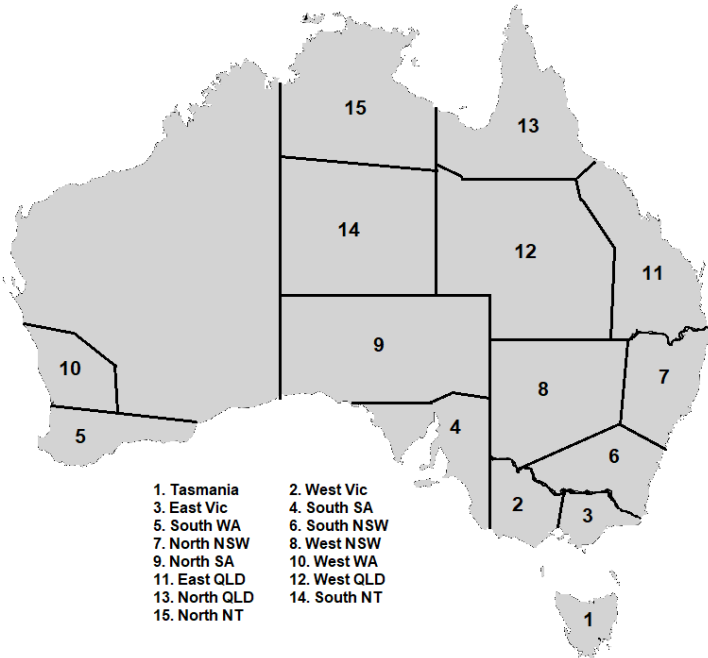 15
13
14
12
11
9
10
7
8
4
5
6
2
3
1
1. Tasmania 2. West Vic
3. East Vic 4. South SA
5. South WA 6. South NSW
7. North NSW 8. West NSW
9. North SA 10. West WA
11. East QLD 12. West QLD
13. North QLD 14. South NT
15. North NT